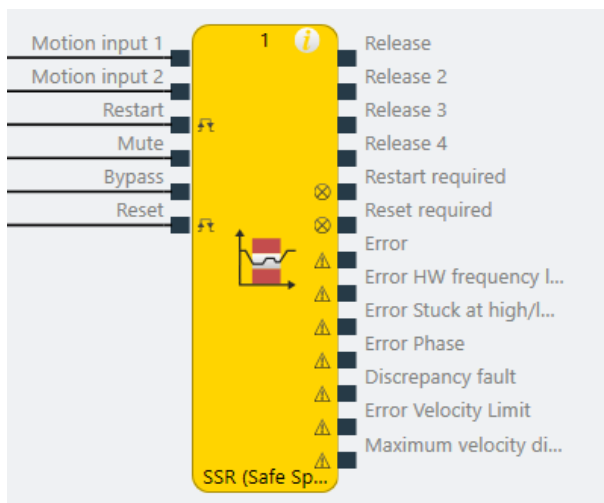 Motion input 1
Motion input 2
Restart
Mute
Bypass
Reset
1
i
SSR (Safe Sp...
Release
Release 2
Release 3
Release 4
Restart required
Reset required
Error
Error HW frequency l...
Error Stuck at high/l...
Error Phase
Discrepancy fault
Error Velocity Limit
Maximum velocity di...